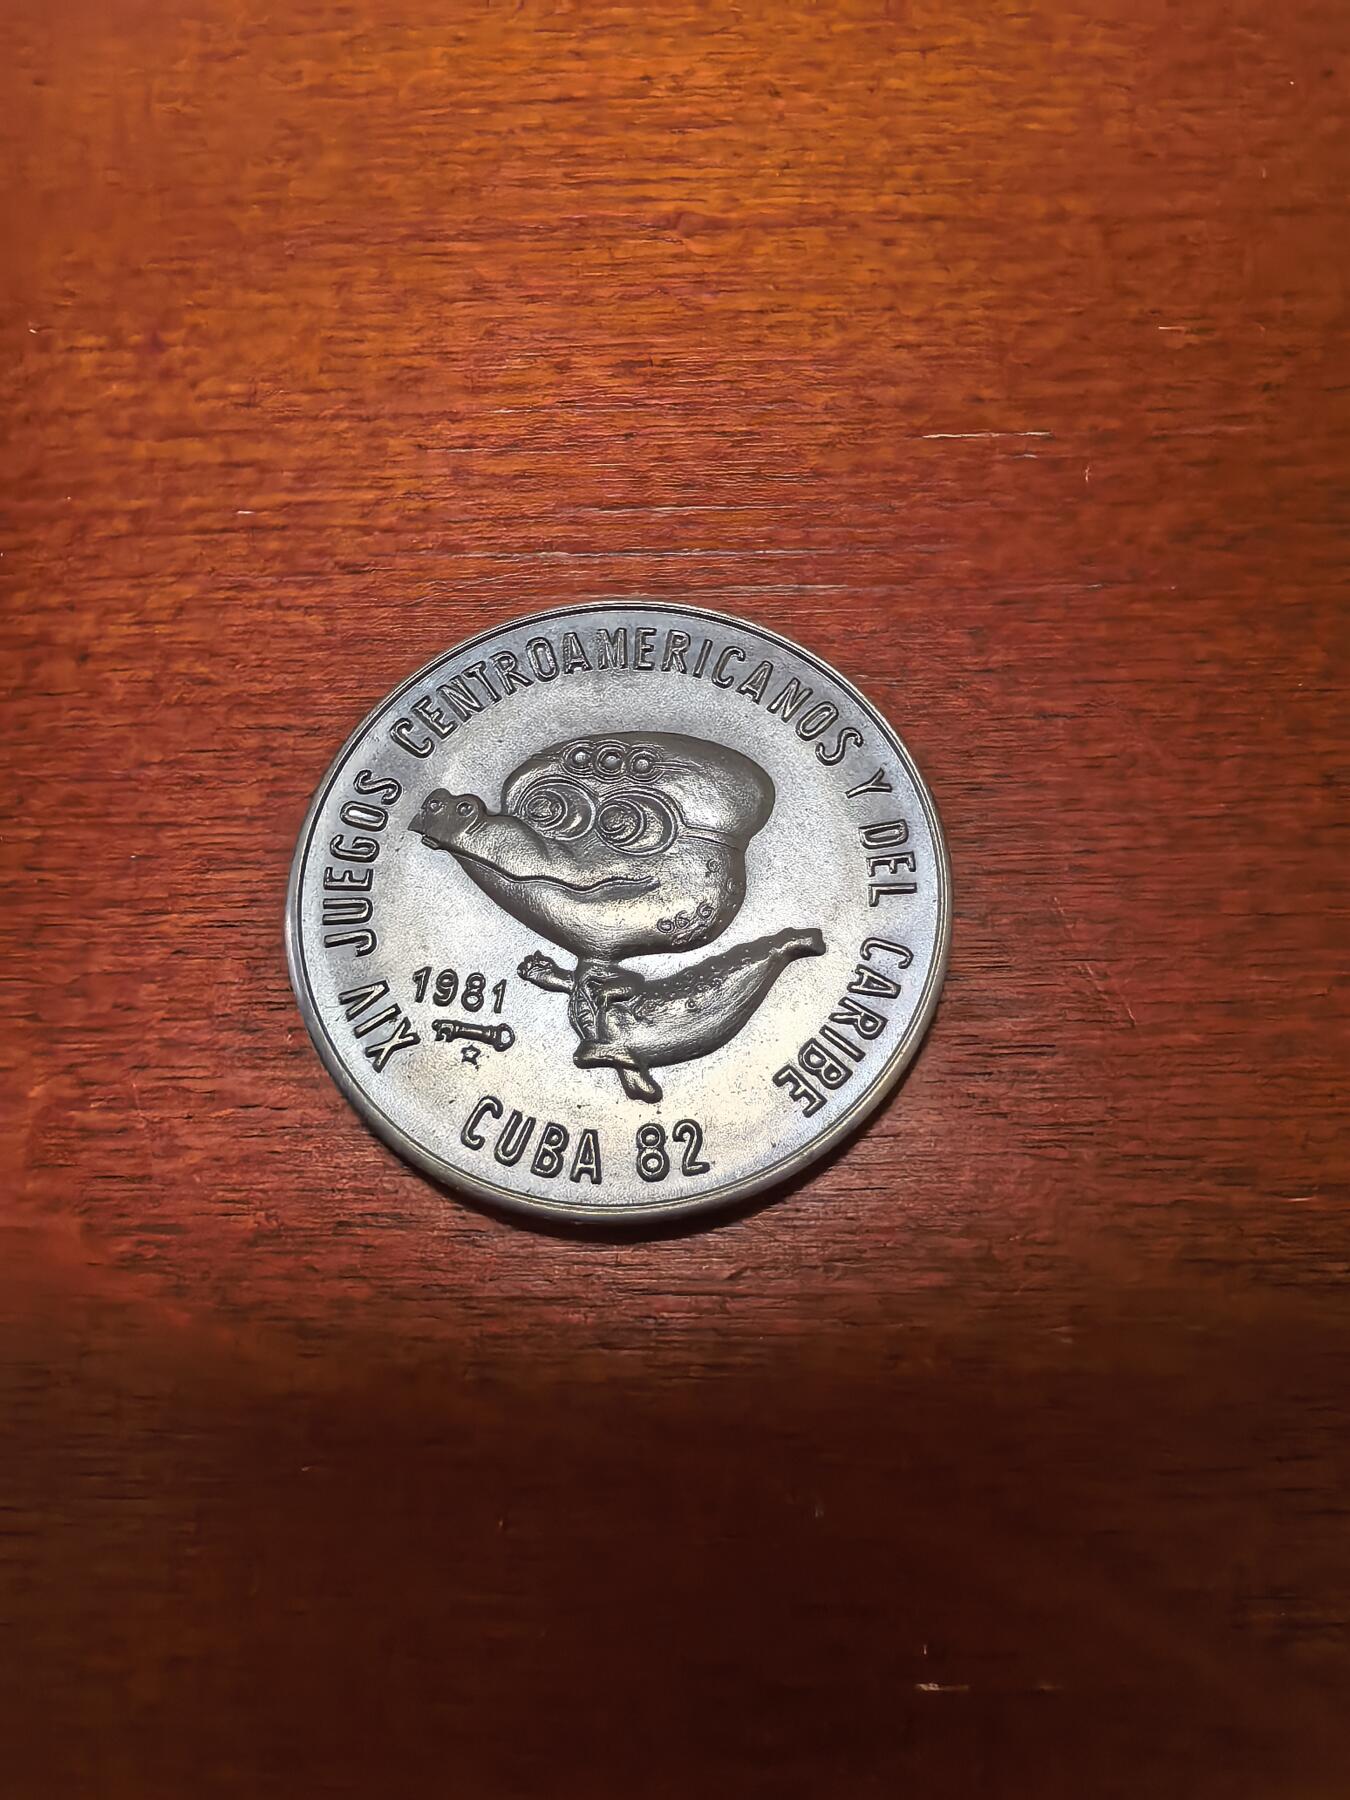 XIV JUEGOS CENTROAMERICANOS Y DEL CARIBE
1981
CUBA 82